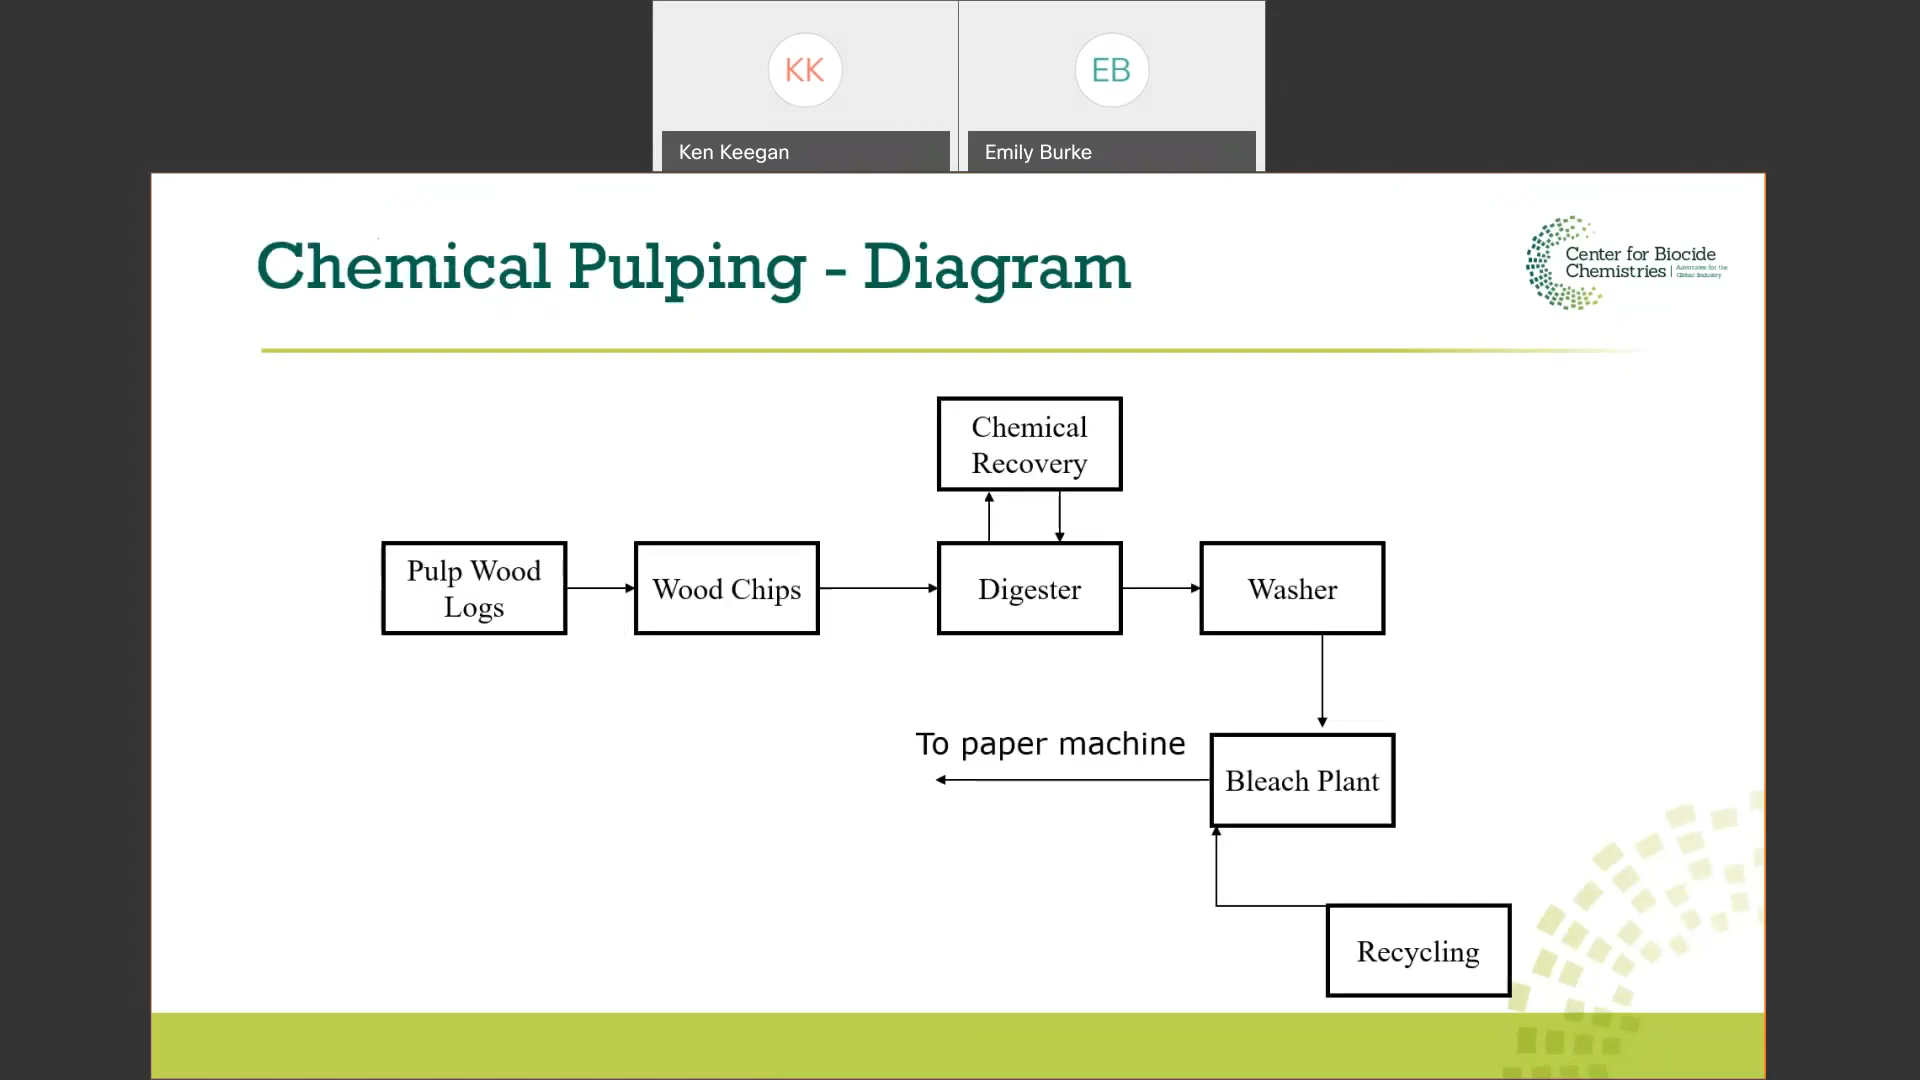 KK
EB
Ken Keegan
Emily Burke
Chemical Pulping - Diagram
Center for Biocide
Chemistries | Advocates for the
Global Industry
Chemical
Recovery
Pulp Wood
Logs
Wood Chips
Digester
Washer
To paper machine
Bleach Plant
Recycling